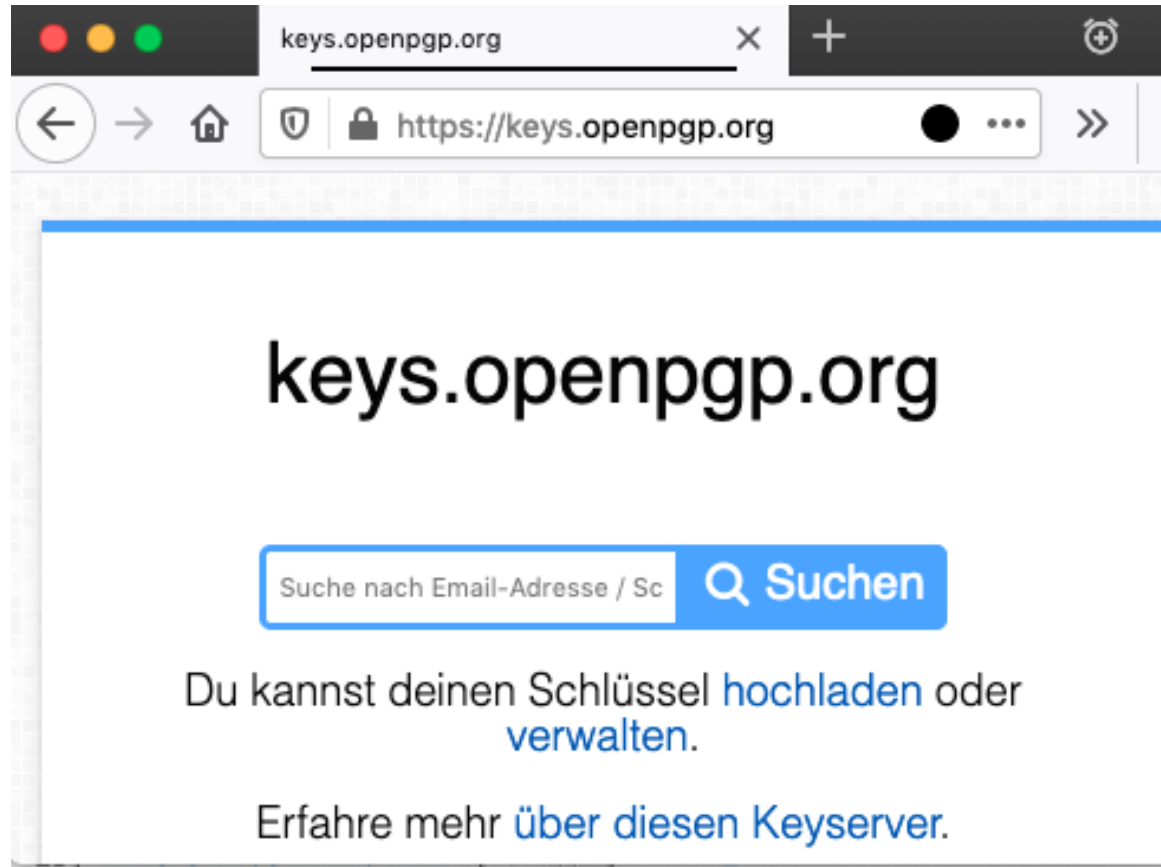 keys.openpgp.org
https://keys.openpgp.org
keys.openpgp.org
Suche nach Email-Adresse / Sc
Suchen
Du kannst deinen Schlüssel hochladen oder
verwalten.
Erfahre mehr über diesen Keyserver.